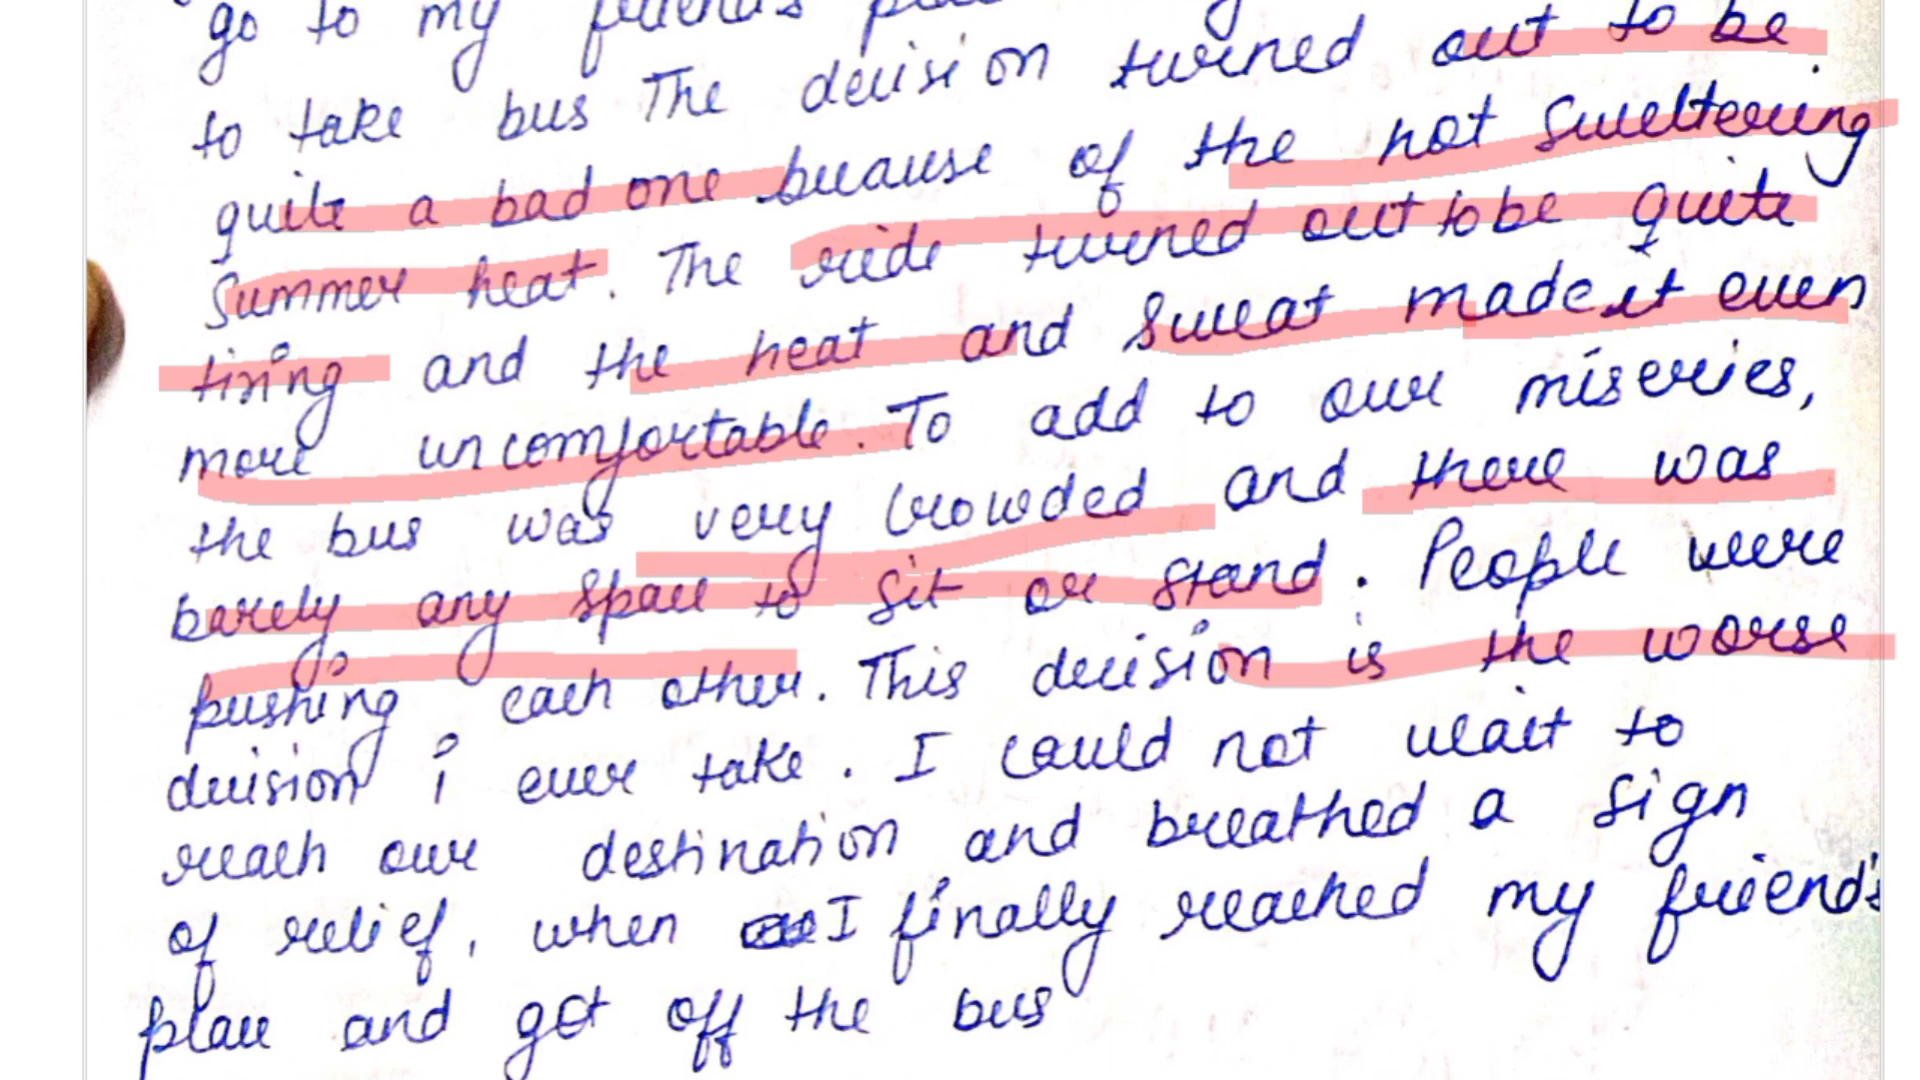 go to my friend's
to take bus The decision turned out to be
quite a bad one because of the hot Sweltering
Summer heat. The ride turned out to be quite
tiring and the heat and Sweat made it even
more uncomfortable. To add to our miseries,
the bus was very crowded and there was
barely any space to sit or stand. People were
pushing each other. This decision is the worse
decision i ever take. I could not wait to
reach our destination and breathed a sign
of relief, when I finally reached my friend's
place and got off the bus